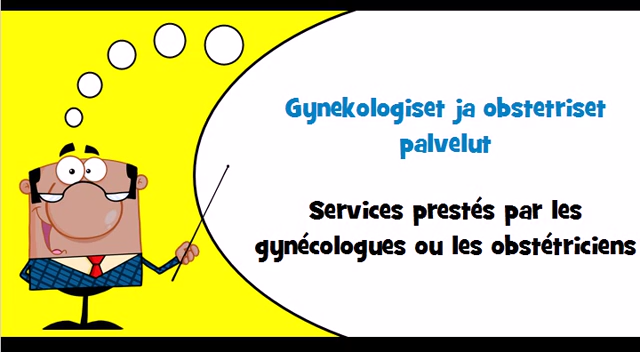 Gynekologiset ja obstetriset
palvelut
Services prestés par les
gynécologues ou les obstétriciens